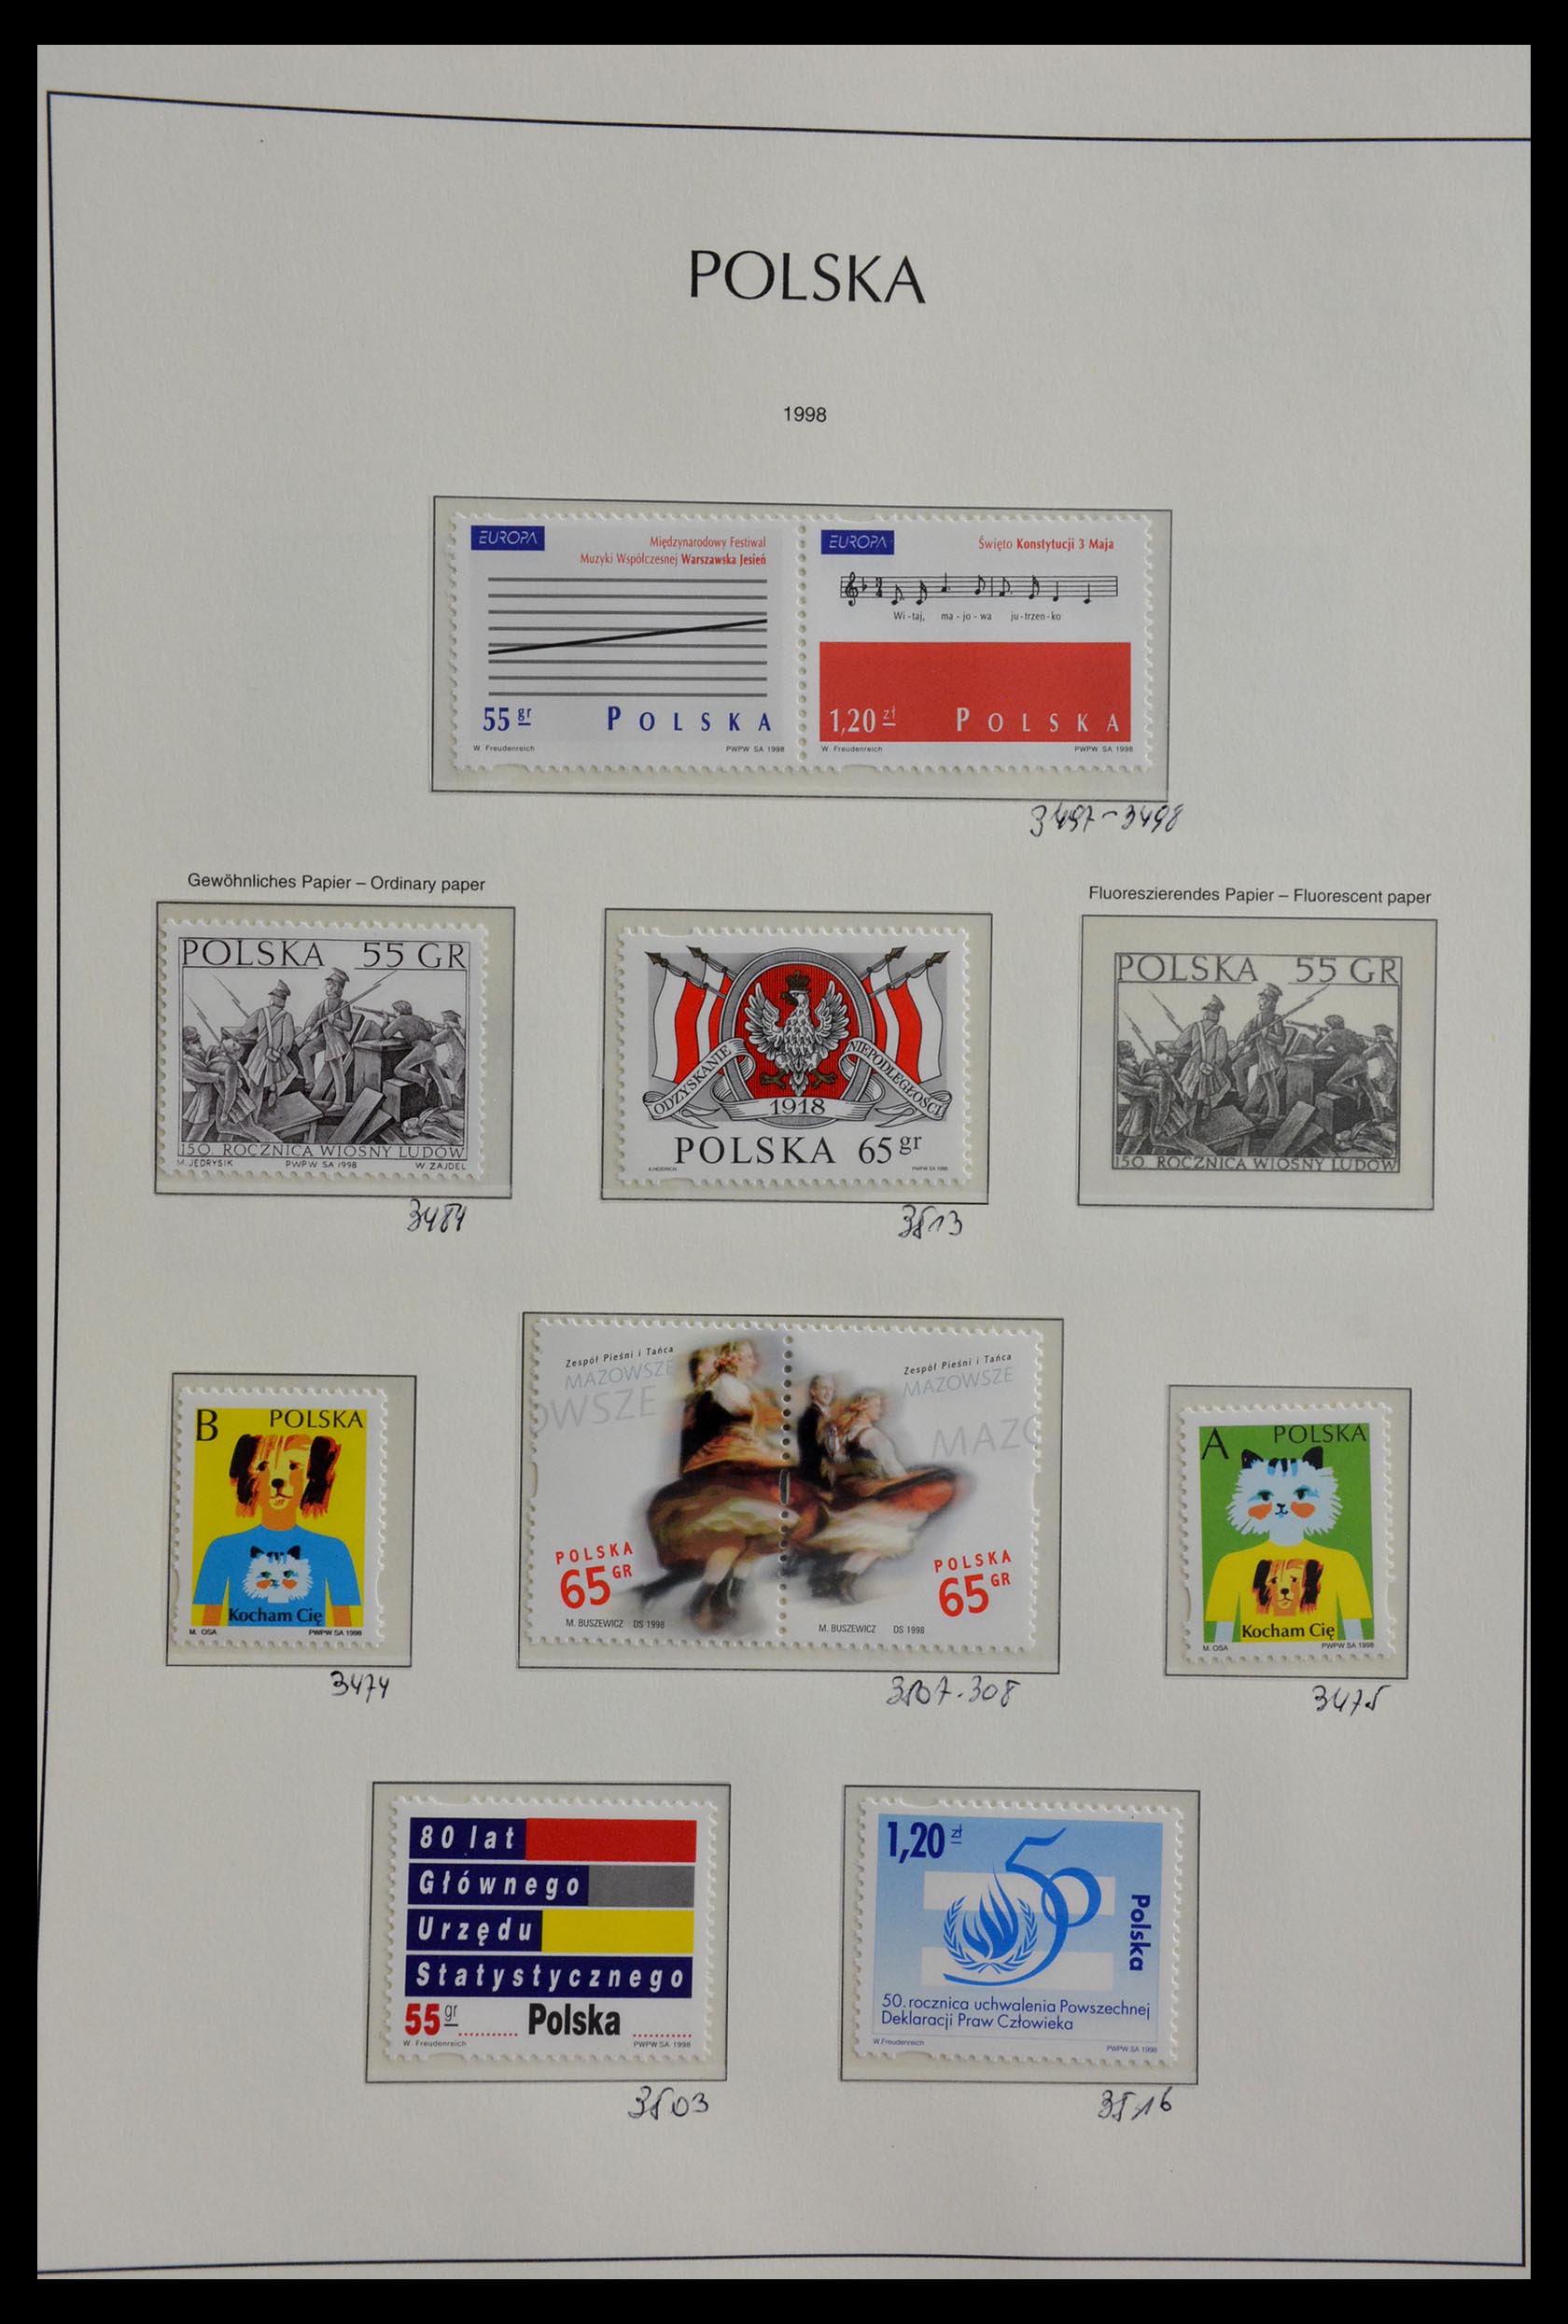 POLSKA
1998
EUROPA
Międzynarodowy Festiwal
Muzyki Współczesnej Warszawska Jesień
55 gr POLSKA
W. Freudenreich PWPW SA 1998
EUROPA
Święto Konstytucji 3 Maja
Wi-taj, ma-jo-wa ju-trzen-ko
1,20 zł POLSKA
W. Freudenreich PWPW SA 1998
3497-3498
Gewöhnliches Papier – Ordinary paper
POLSKA 55 GR
150 ROCZNICA WIOSNY LUDÓW
M. JĘDRYSIK PWPW SA 1998 W. ZAJDEL
3484
ODZYSKANIE NIEPODLEGŁOŚCI
1918
POLSKA 65 gr
A.HEIDRICH PWPW SA 1998
3513
Fluoreszierendes Papier – Fluorescent paper
POLSKA 55 GR
150 ROCZNICA WIOSNY LUDÓW
B POLSKA
Kocham Cię
M. OSA PWPW SA 1998
3474
Zespół Pieśni i Tańca
MAZOWSZE
OWSZE
POLSKA
65 GR
M. BUSZEWICZ DS 1998
Zespół Pieśni i Tańca
MAZOWSZE
MAZO
POLSKA
65 GR
M. BUSZEWICZ DS 1998
3507-308
A POLSKA
Kocham Cię
M. OSA PWPW SA 1998
3475
80 lat
Głównego
Urzędu
Statystycznego
55 gr Polska
W. Freudenreich PWPW SA 1998
3503
1,20 zł
50
Polska
50. rocznica uchwalenia Powszechnej
Deklaracji Praw Człowieka
W.Freudenreich PWPW SA 1998
3516